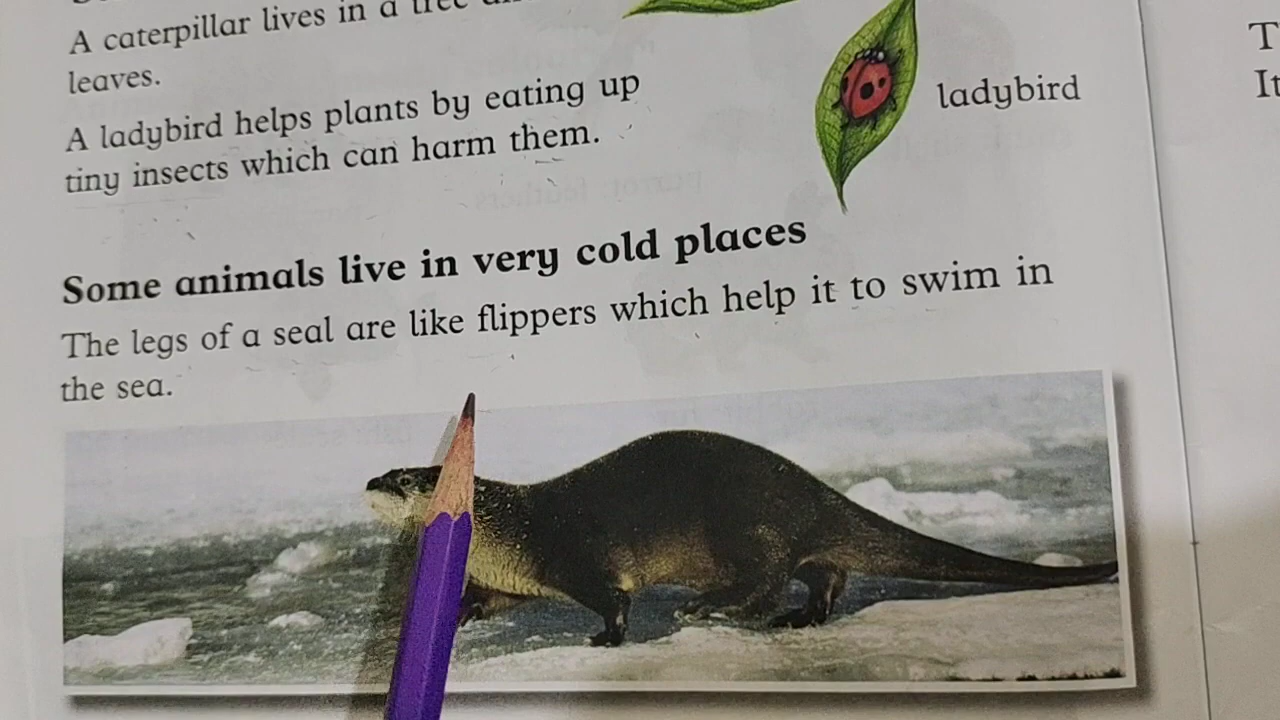 A caterpillar lives in a tree
leaves.
A ladybird helps plants by eating up
tiny insects which can harm them.
ladybird
Some animals live in very cold places
The legs of a seal are like flippers which help it to swim in
the sea.
It